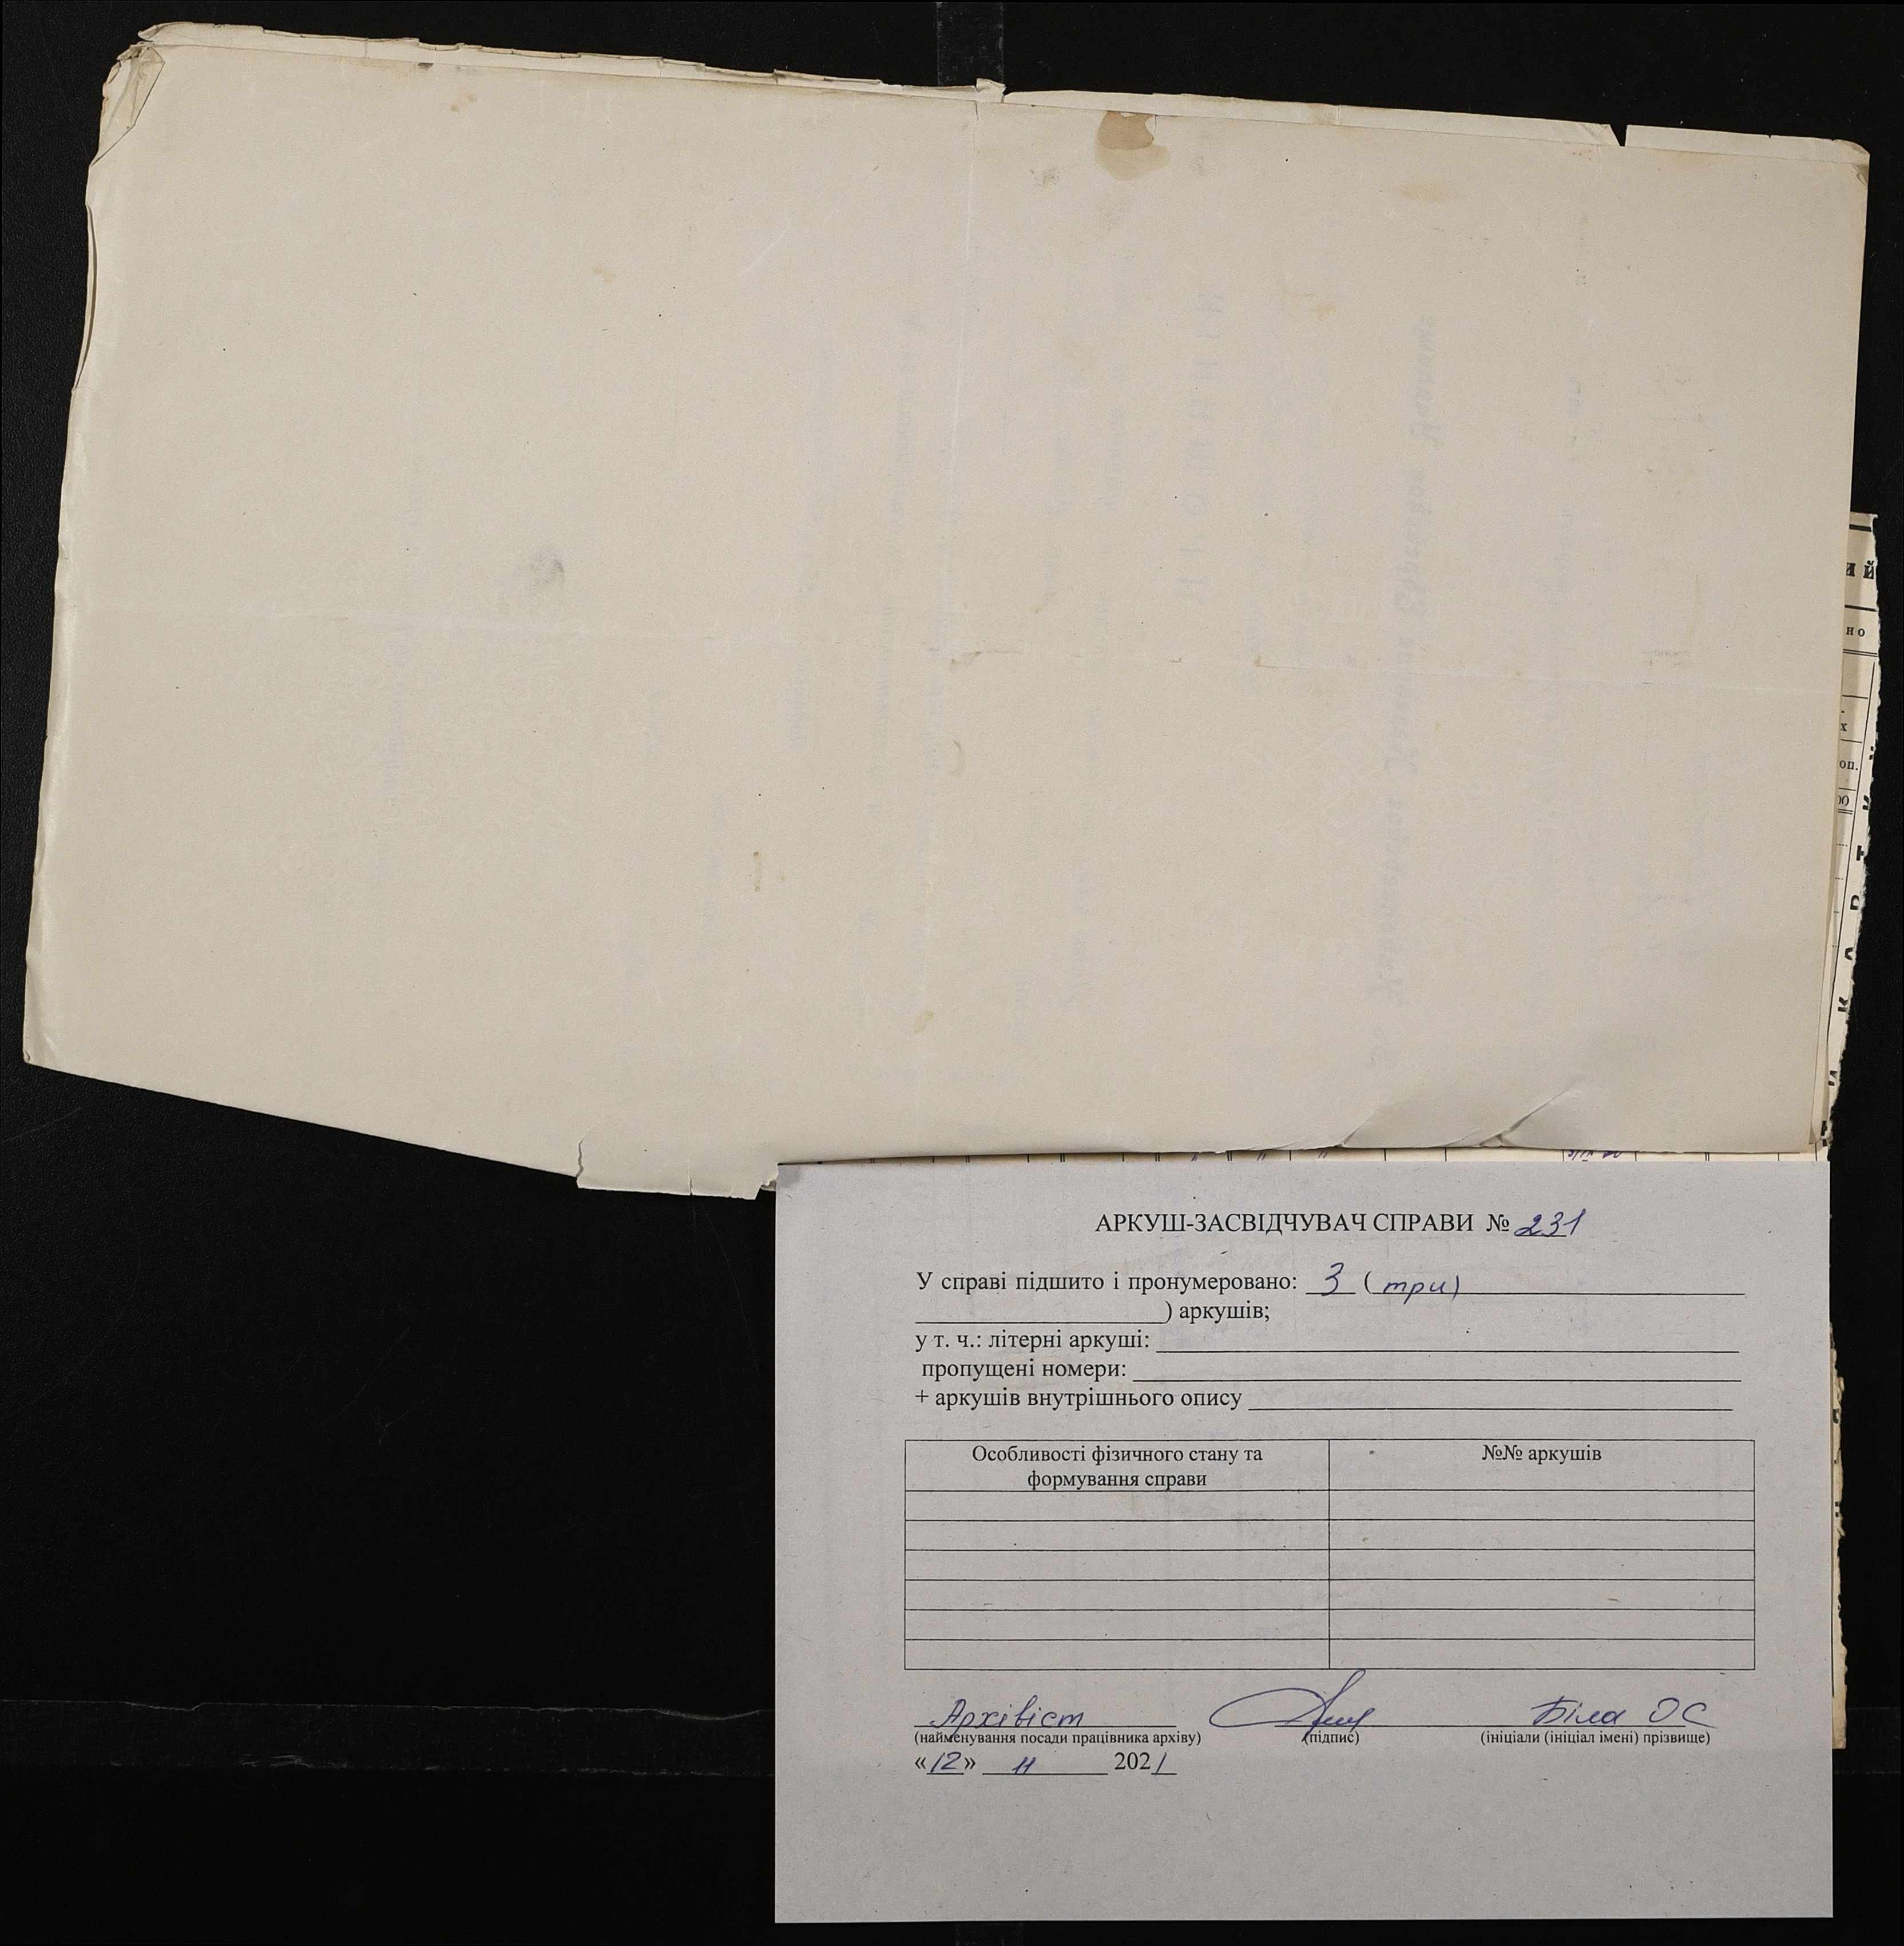 АРКУШ-ЗАСВІДЧУВАЧ СПРАВИ № 231
У справі підшито і пронумеровано: 3 (три)
) аркушів;
у т. ч.: літерні аркуші:
пропущені номери:
+ аркушів внутрішнього опису
Особливості фізичного стану та
формування справи
№№ аркушів
Архівіст Біла ОС
(найменування посади працівника архіву) (підпис) (ініціали (ініціал імені) прізвище)
«12» 11 2021